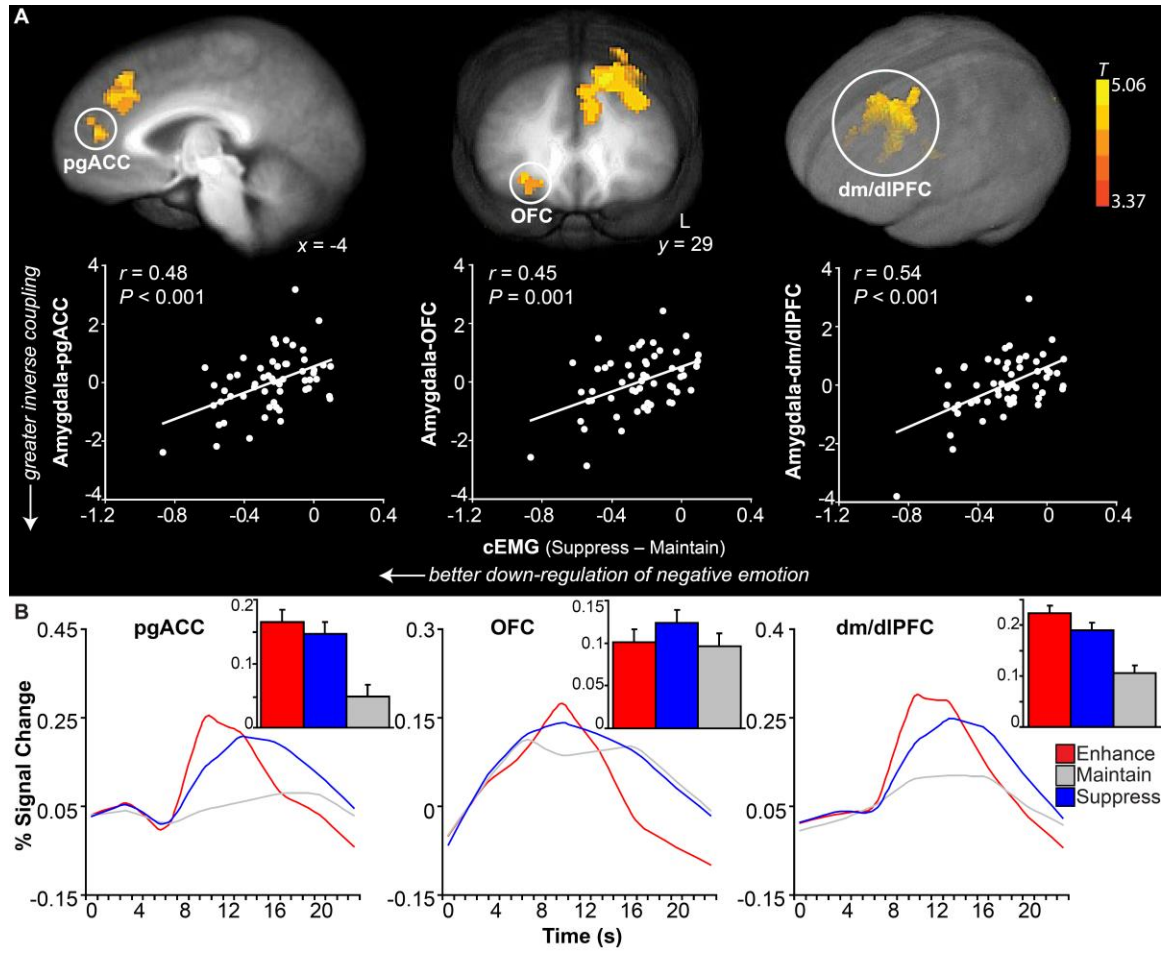 A
pgACC
x = -4
OFC
L
y = 29
dm/dlPFC
T
5.06
3.37
greater inverse coupling
Amygdala-pgACC
4
2
0
-2
-4
r = 0.48
P < 0.001
-1.2
-0.8
-0.4
0
0.4
Amygdala-OFC
4
2
0
-2
-4
r = 0.45
P = 0.001
-1.2
-0.8
-0.4
0
0.4
Amygdala-dm/dlPFC
4
2
0
-2
-4
r = 0.54
P < 0.001
-1.2
-0.8
-0.4
0
0.4
cEMG (Suppress – Maintain)
better down-regulation of negative emotion
B
% Signal Change
pgACC
0.45
0.25
0.05
-0.15
0.2
0.1
0
0 4 8 12 16 20
OFC
0.3
0.15
0
-0.15
0.15
0.1
0.05
0
0 4 8 12 16 20
dm/dlPFC
0.4
0.25
0.05
-0.15
0.2
0.1
0
0 4 8 12 16 20
Enhance
Maintain
Suppress
Time (s)